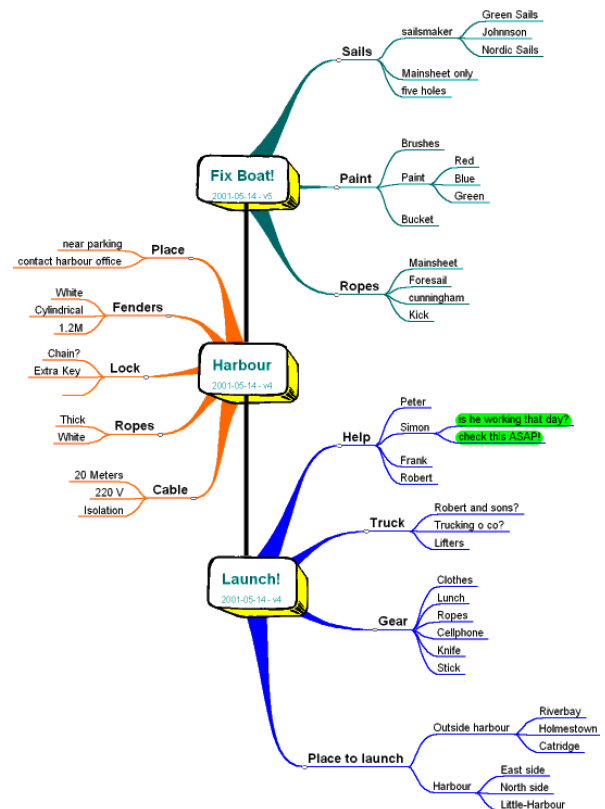 Fix Boat!
2001-05-14 - v5
Sails
sailsmaker
Green Sails
Johnnson
Nordic Sails
Mainsheet only
five holes
Paint
Brushes
Paint
Red
Blue
Green
Bucket
Ropes
Mainsheet
Foresail
cunningham
Kick
Harbour
2001-05-14 - v4
Place
near parking
contact harbour office
Fenders
White
Cylindrical
1.2M
Lock
Chain?
Extra Key
Ropes
Thick
White
Cable
20 Meters
220 V
Isolation
Launch!
2001-05-14 - v4
Help
Peter
Simon
is he working that day?
check this ASAP!
Frank
Robert
Truck
Robert and sons?
Trucking o co?
Lifters
Gear
Clothes
Lunch
Ropes
Cellphone
Knife
Stick
Place to launch
Outside harbour
Riverbay
Holmestown
Catridge
Harbour
East side
North side
Little-Harbour